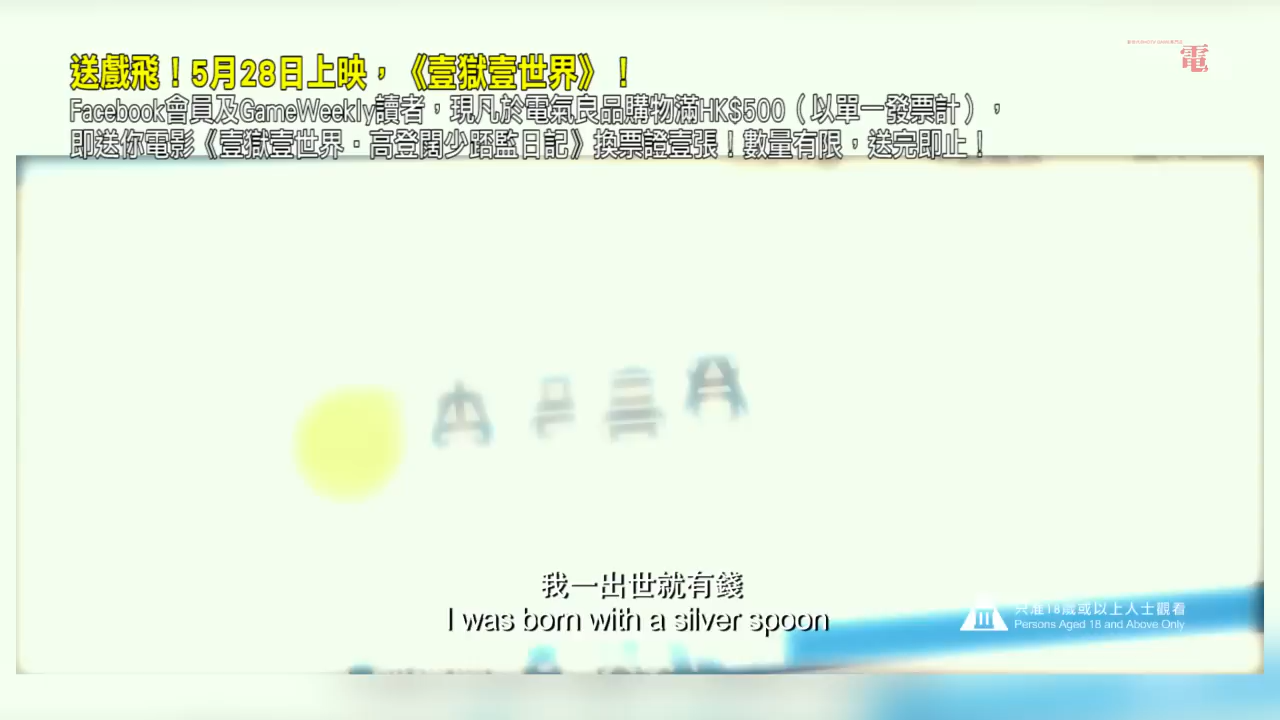 送戲飛！5月28日上映，《壹獄壹世界》！
Facebook會員及GameWeekly讀者，現凡於電氣良品購物滿HK$500（以單一發票計），
即送你電影《壹獄壹世界．高登闊少踎監日記》換票證壹張！數量有限，送完即止！
電
我一出世就有錢
I was born with a silver spoon
III
只准18歲或以上人士觀看
Persons Aged 18 and Above Only